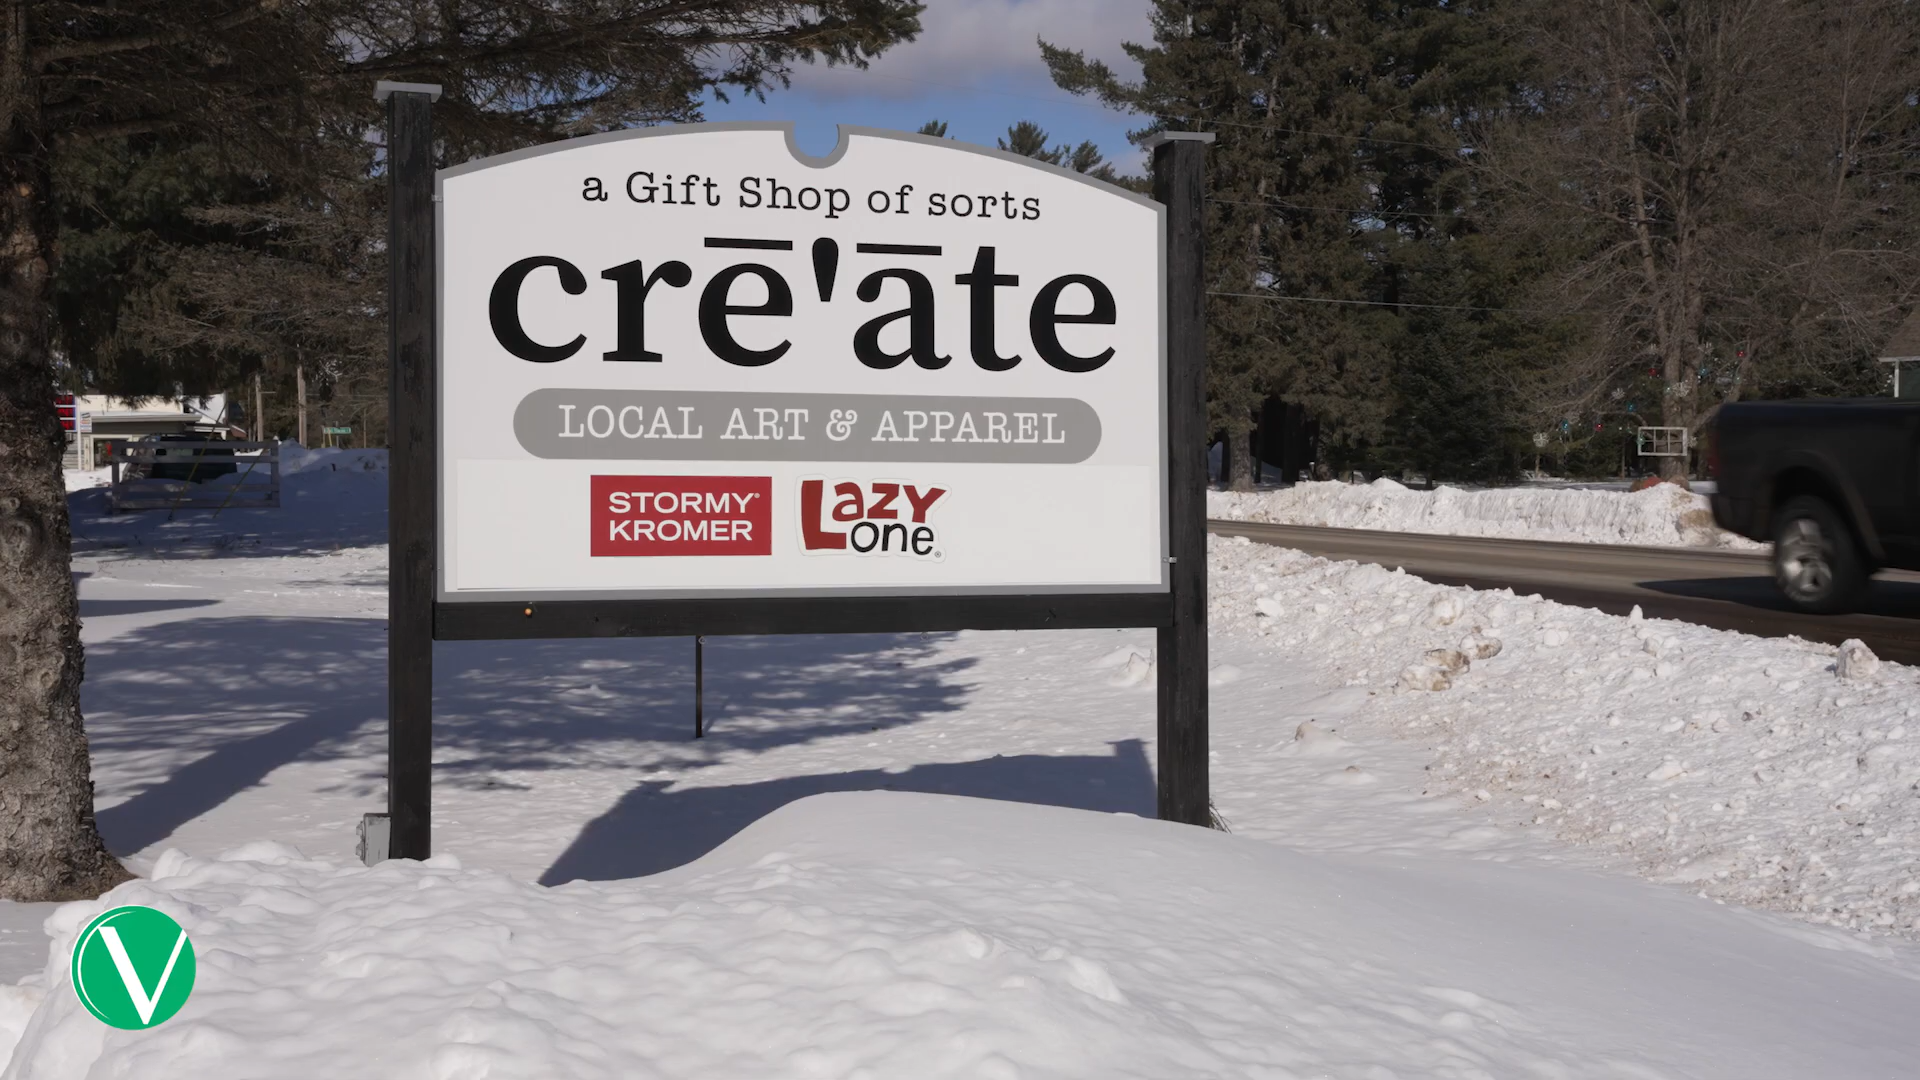 a Gift Shop of sorts
crē'āte
LOCAL ART & APPAREL
STORMY®
KROMER
Lazy
One®
V